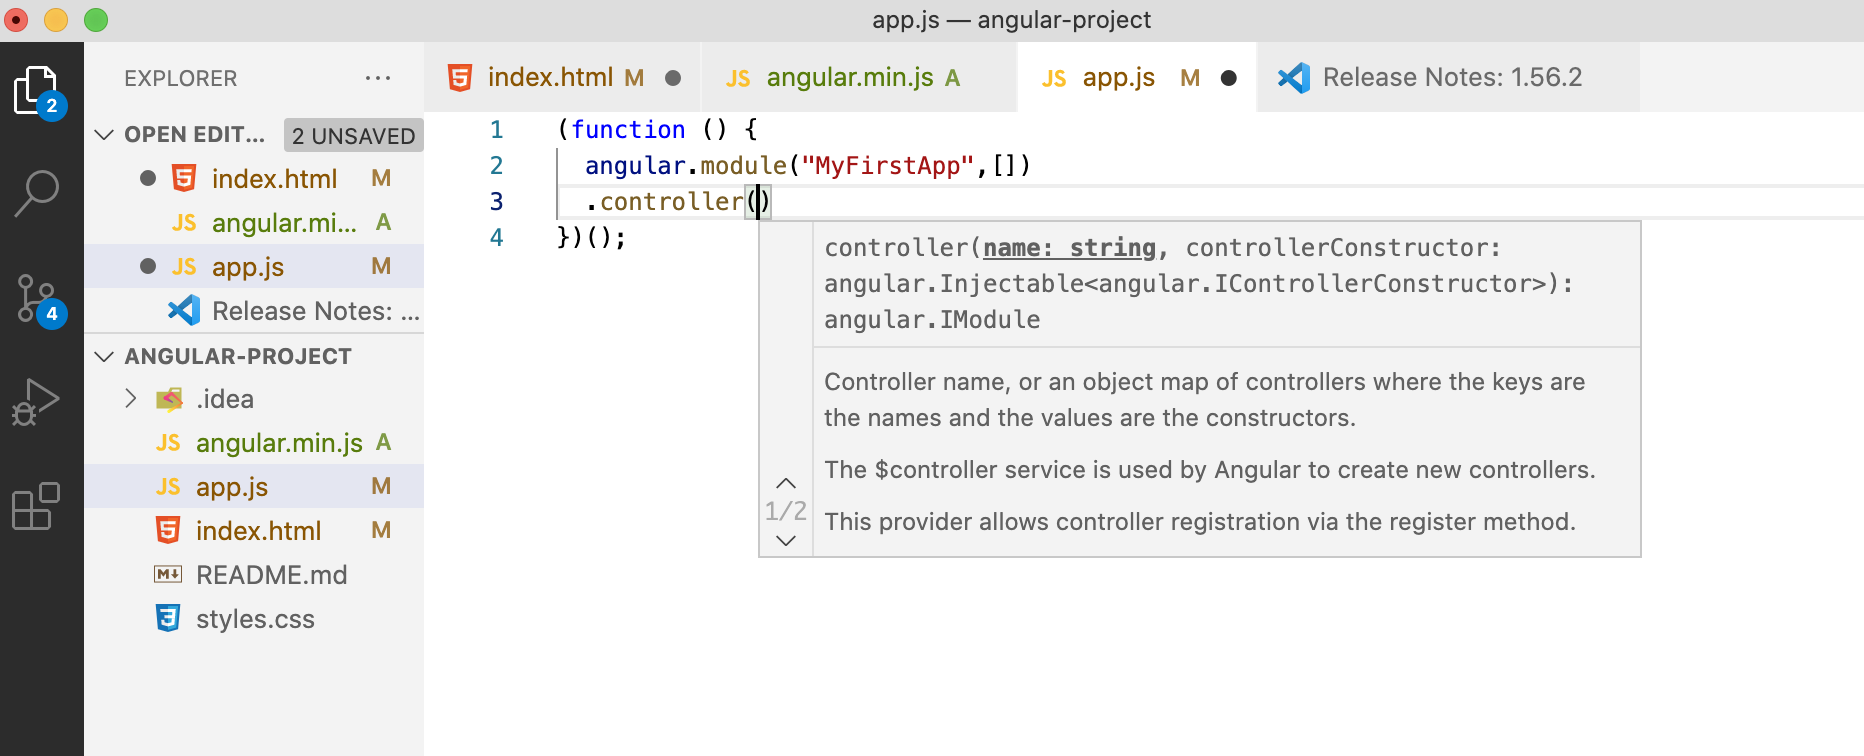 app.js — angular-project
EXPLORER ...
index.html M
JS angular.min.js A
JS app.js M
Release Notes: 1.56.2
2
OPEN EDIT... 2 UNSAVED
index.html M
JS angular.mi... A
JS app.js M
Release Notes: ...
4
ANGULAR-PROJECT
.idea
JS angular.min.js A
JS app.js M
index.html M
README.md
styles.css
1 (function () {
2 angular.module("MyFirstApp",[])
3 .controller()
4 })();
controller(name: string, controllerConstructor:
angular.Injectable<angular.IControllerConstructor>):
angular.IModule
Controller name, or an object map of controllers where the keys are
the names and the values are the constructors.
The $controller service is used by Angular to create new controllers.
1/2
This provider allows controller registration via the register method.